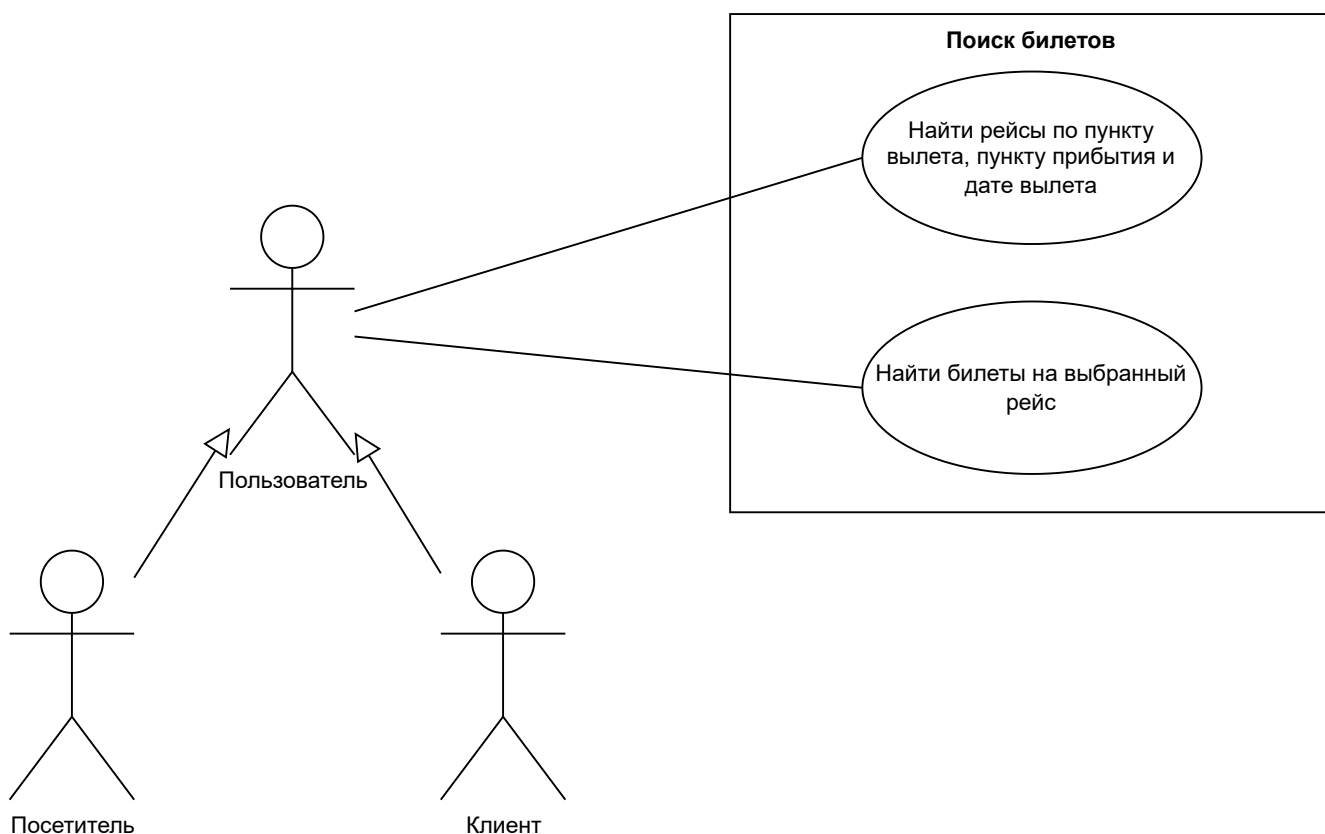 Поиск билетов
Найти рейсы по пункту
вылета, пункту прибытия и
дате вылета
Найти билеты на выбранный
рейс
Пользователь
Посетитель
Клиент